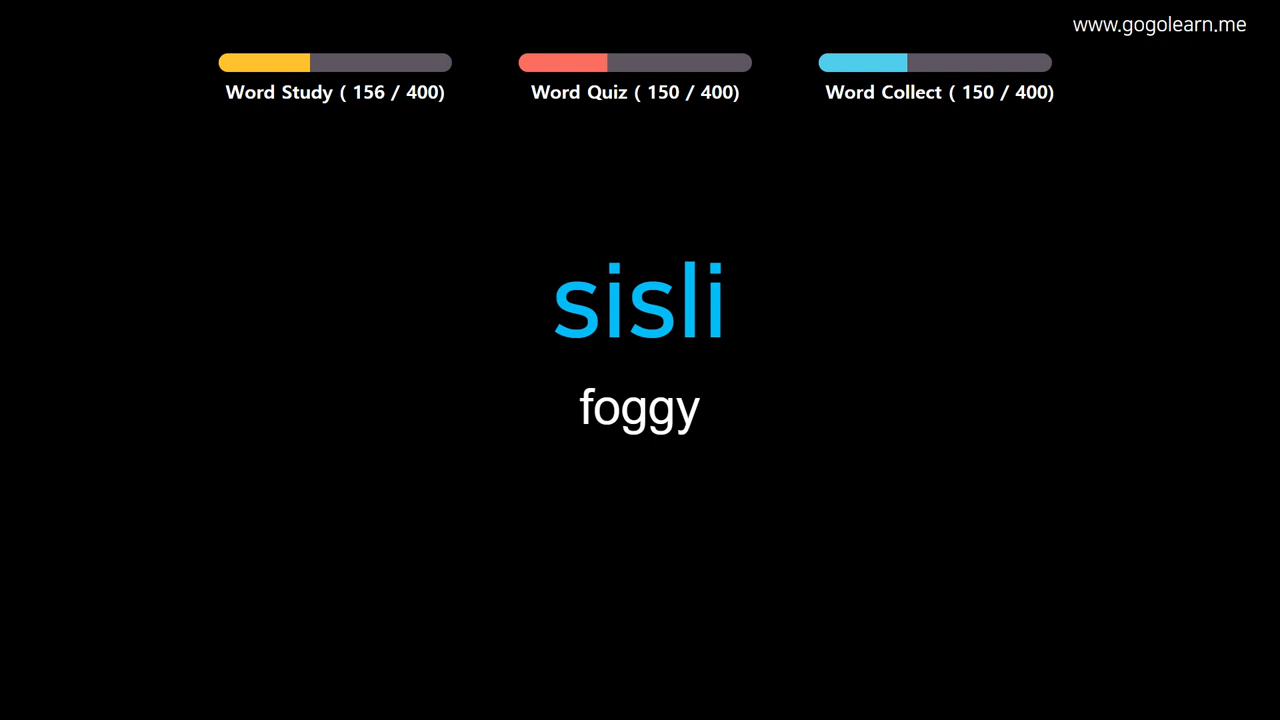 www.gogolearn.me
Word Study ( 156 / 400)
Word Quiz ( 150 / 400)
Word Collect ( 150 / 400)
sisli
foggy